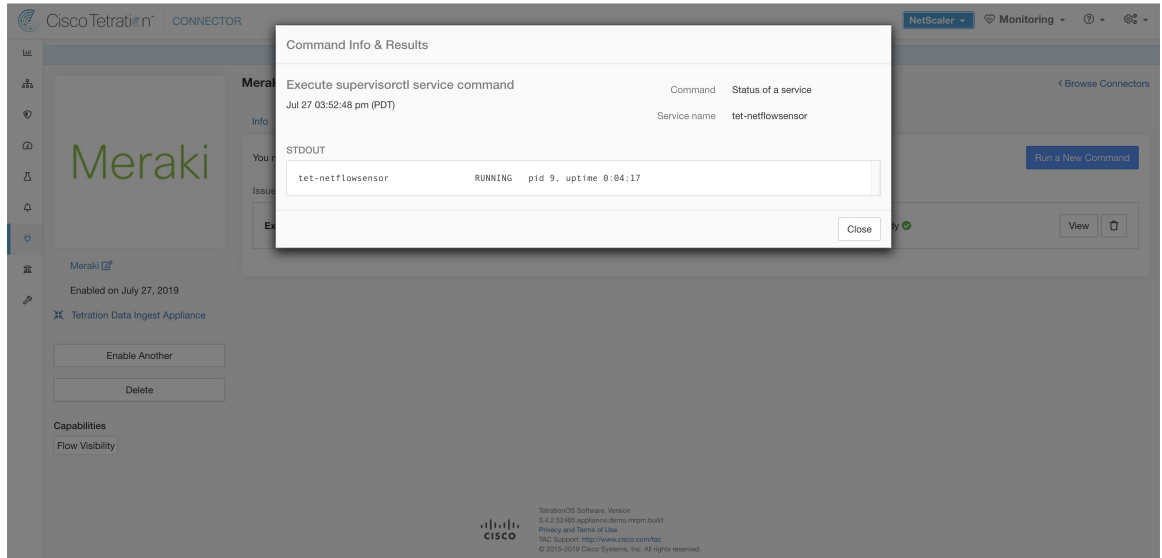 Cisco Tetration™ CONNECTOR
NetScaler
Monitoring
Command Info & Results
Execute supervisorctl service command
Jul 27 03:52:48 pm (PDT)
Command Status of a service
Service name tet-netflowsensor
STDOUT
tet-netflowsensor RUNNING pid 9, uptime 0:04:17
Close
< Browse Connectors
Info
Run a New Command
View
Meraki
Meraki
Enabled on July 27, 2019
Tetration Data Ingest Appliance
Enable Another
Delete
Capabilities
Flow Visibility
CISCO
TetrationOS Software, Version
3.4.2.52465.appliance.demo.mrpm.build
Privacy and Terms of Use
TAC Support: http://www.cisco.com/tac
© 2015-2019 Cisco Systems, Inc. All rights reserved.